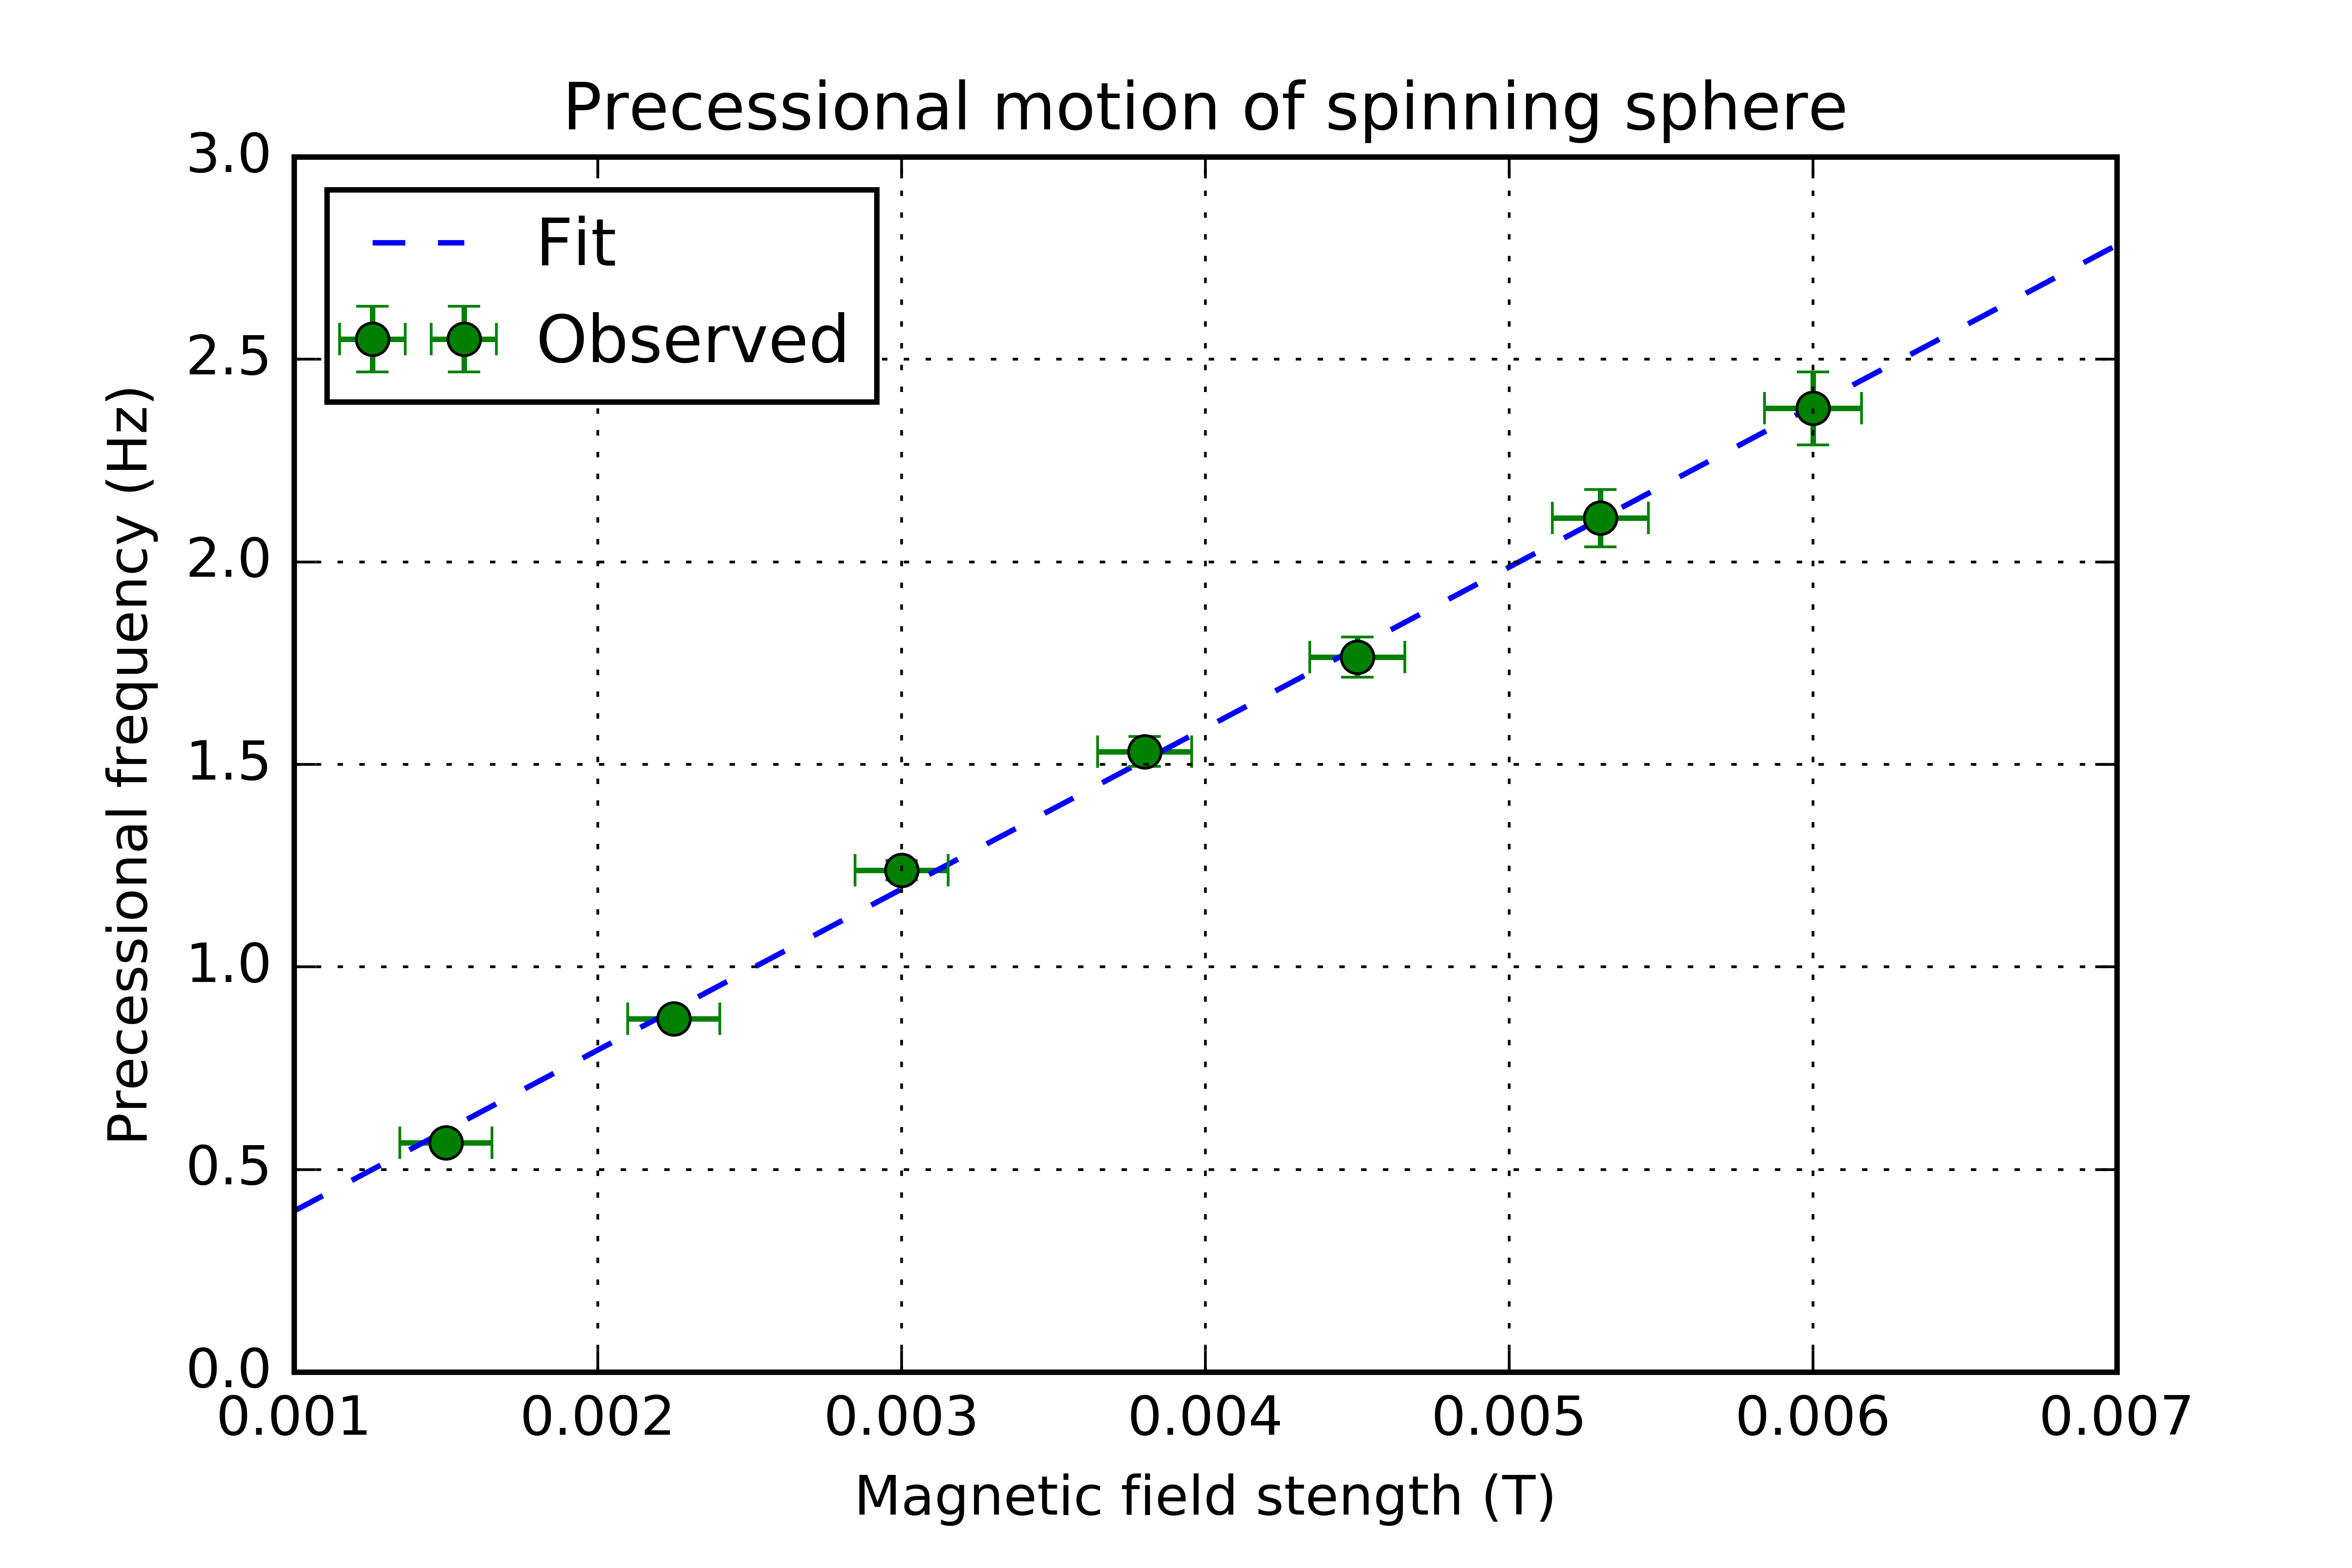 Precessional motion of spinning sphere
3.0
2.5
2.0
1.5
1.0
0.5
0.0
Precessional frequency (Hz)
Fit
Observed
0.001 0.002 0.003 0.004 0.005 0.006 0.007
Magnetic field stength (T)